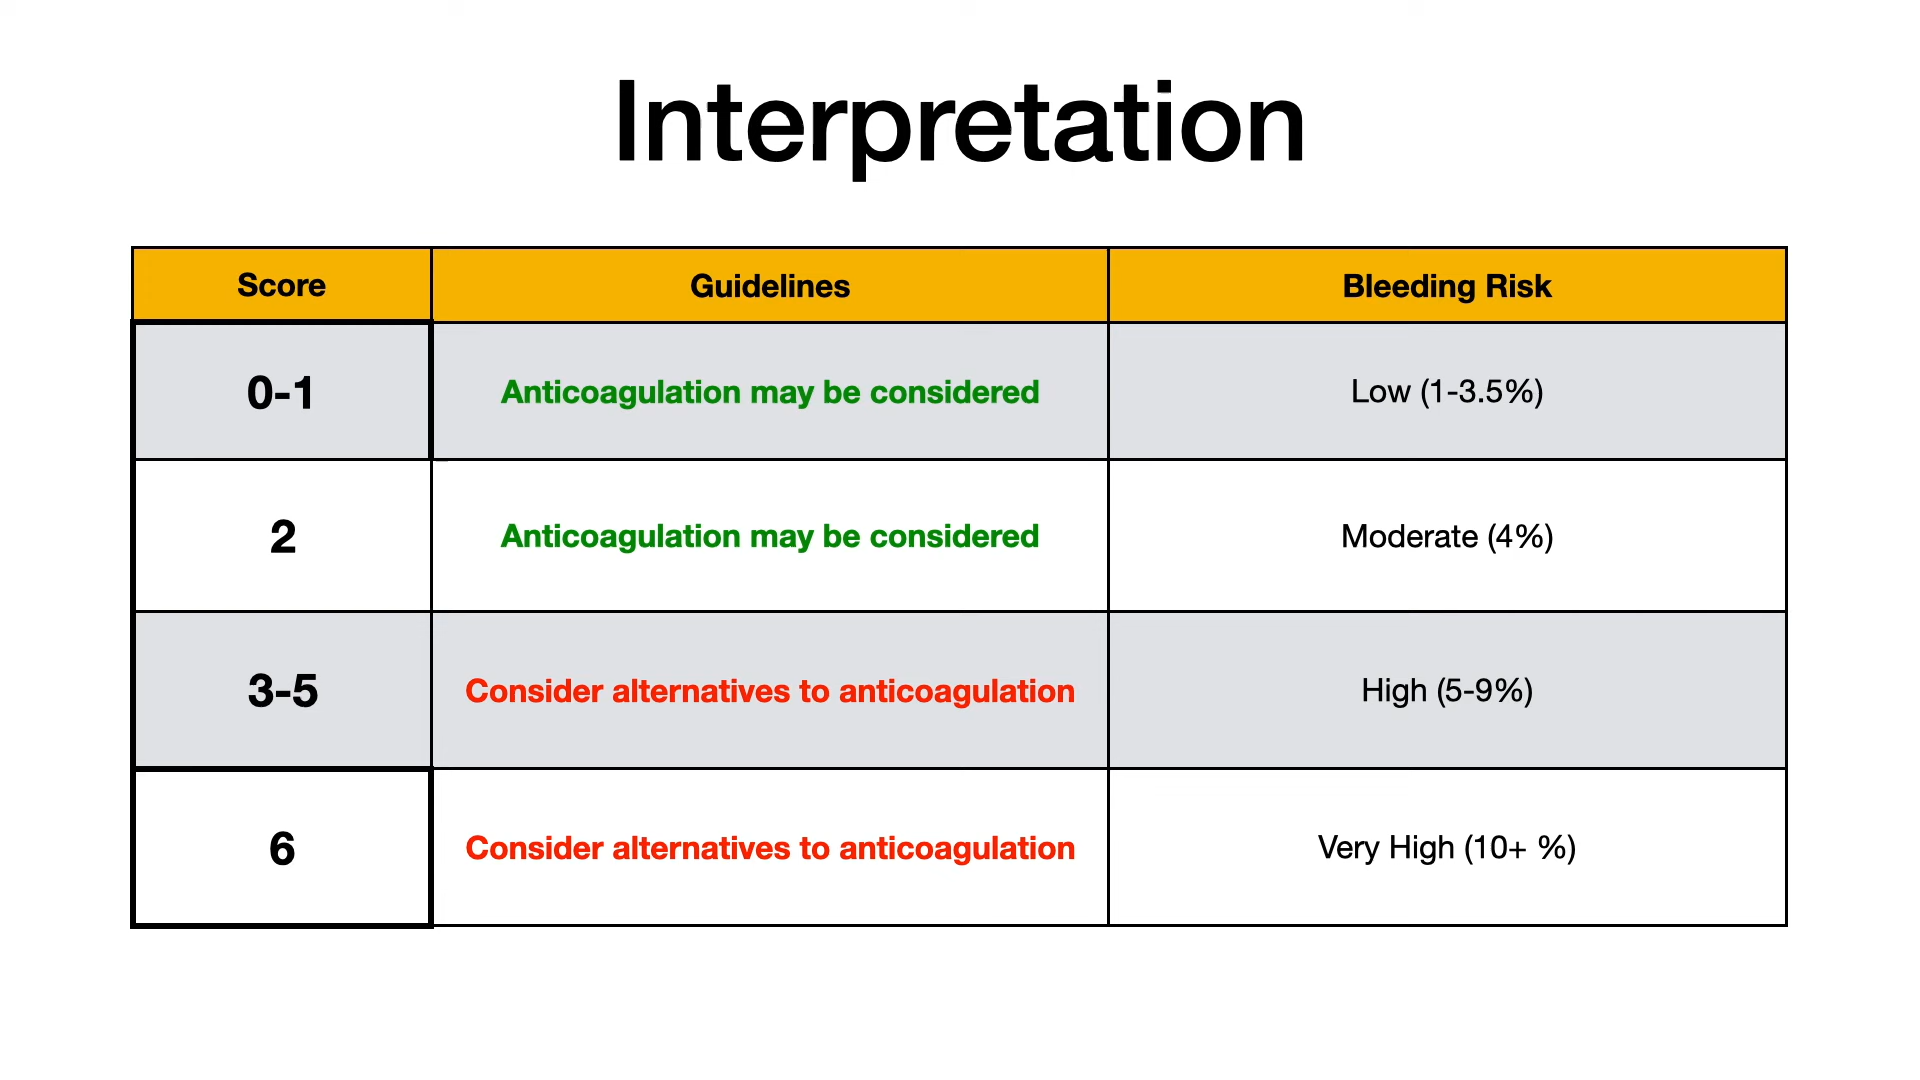 Interpretation
Score Guidelines Bleeding Risk
0-1 Anticoagulation may be considered Low (1-3.5%)
2 Anticoagulation may be considered Moderate (4%)
3-5 Consider alternatives to anticoagulation High (5-9%)
6 Consider alternatives to anticoagulation Very High (10+ %)